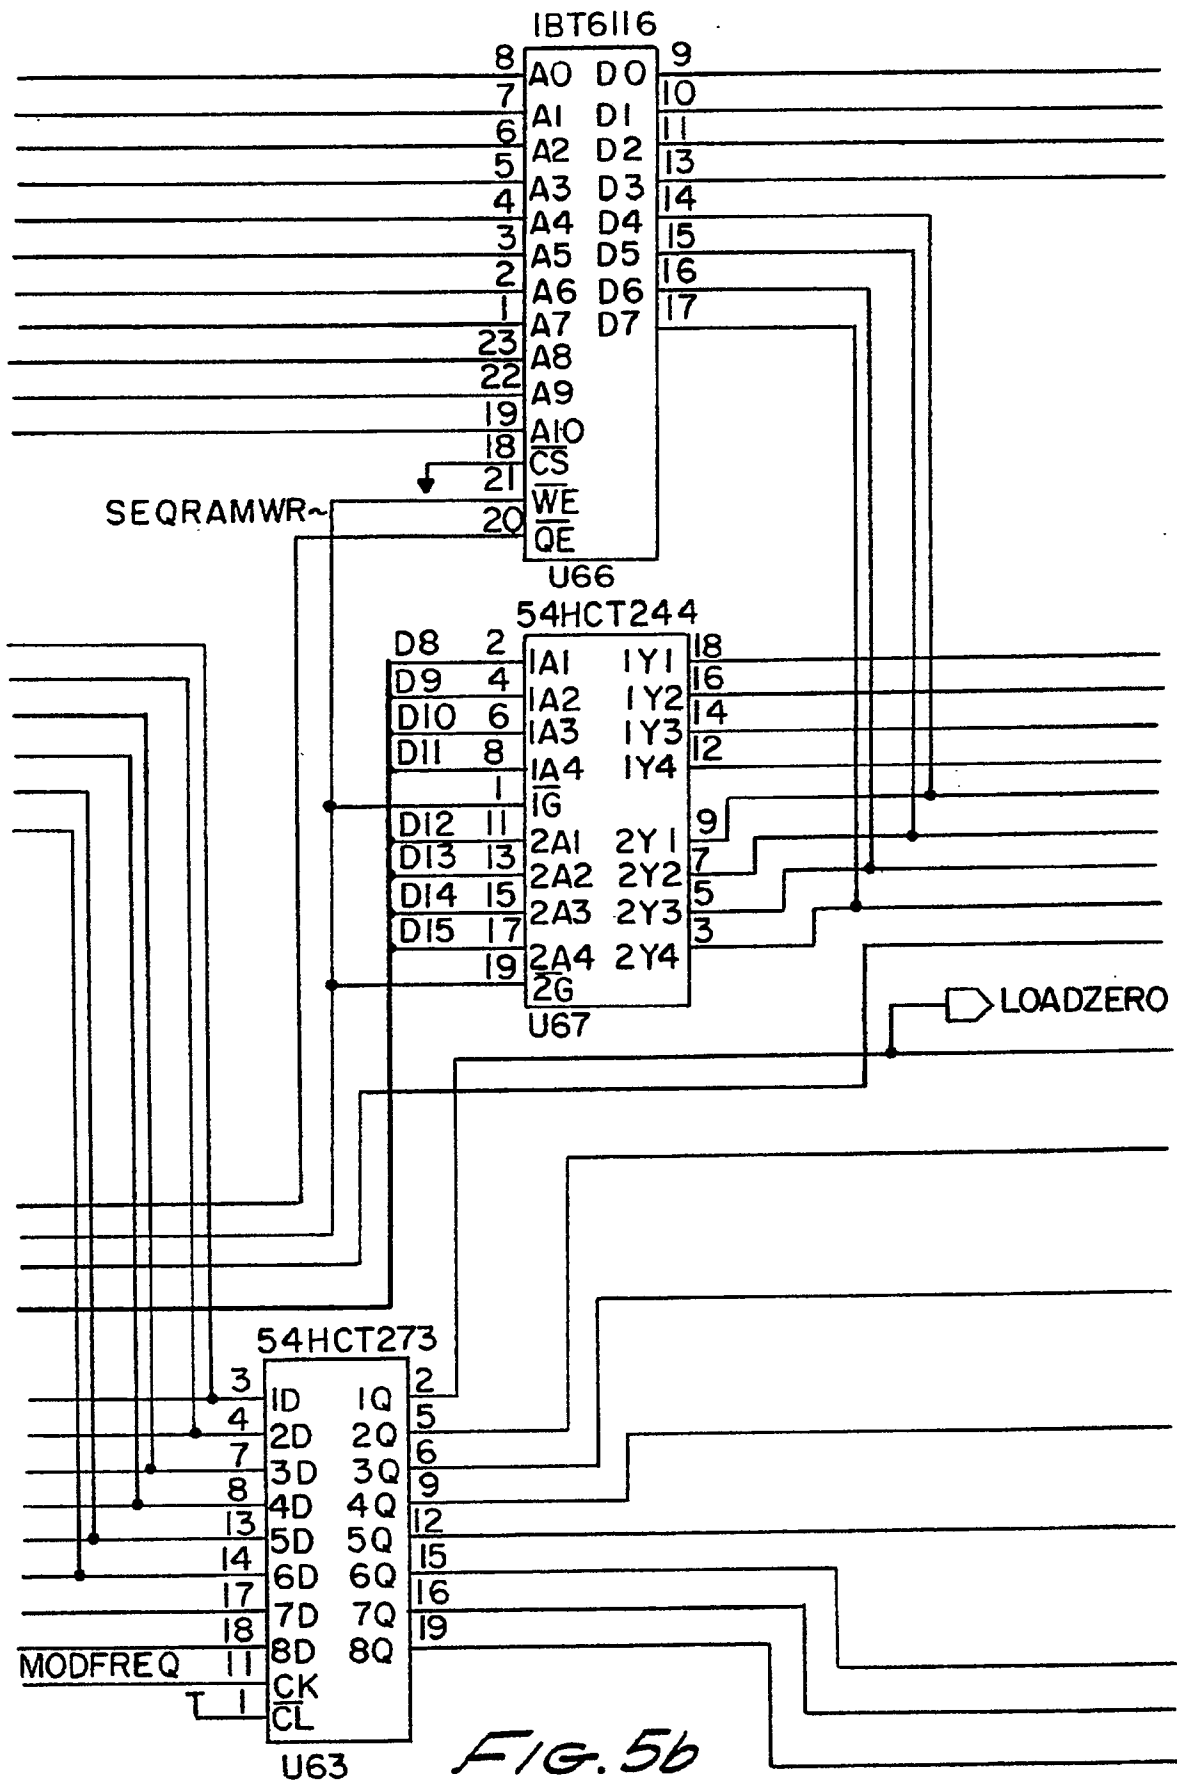 IBT6116
8 A0 D0 9
7 A1 D1 10
6 A2 D2 11
5 A3 D3 13
4 A4 D4 14
3 A5 D5 15
2 A6 D6 16
1 A7 D7 17
23 A8
22 A9
19 A10
18 CS
21 WE
SEQRAMWR~
20 QE
U66
54HCT244
D8 2 1A1 1Y1 18
D9 4 1A2 1Y2 16
D10 6 1A3 1Y3 14
D11 8 1A4 1Y4 12
1 1G
D12 11 2A1 2Y1 9
D13 13 2A2 2Y2 7
D14 15 2A3 2Y3 5
D15 17 2A4 2Y4 3
19 2G
U67
LOADZERO
54HCT273
3 1D 1Q 2
4 2D 2Q 5
7 3D 3Q 6
8 4D 4Q 9
13 5D 5Q 12
14 6D 6Q 15
17 7D 7Q 16
18 8D 8Q 19
MODFREQ 11 CK
1 CL
U63
FIG. 5b